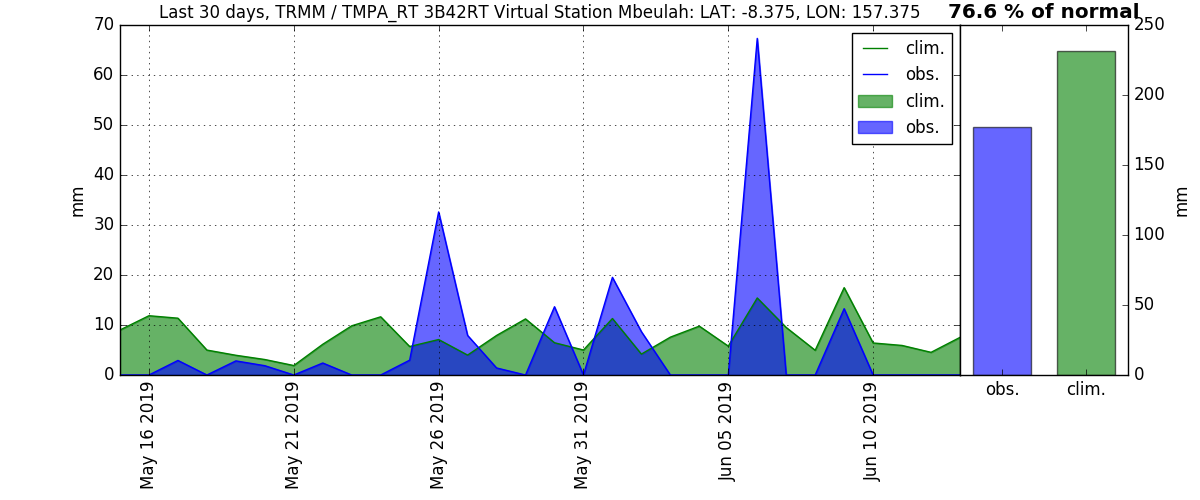 Last 30 days, TRMM / TMPA_RT 3B42RT Virtual Station Mbeulah: LAT: -8.375, LON: 157.375
76.6 % of normal
70
60
50
40
30
20
10
0
mm
clim.
obs.
clim.
obs.
May 16 2019
May 21 2019
May 26 2019
May 31 2019
Jun 05 2019
Jun 10 2019
250
200
150
100
50
0
mm
obs.
clim.